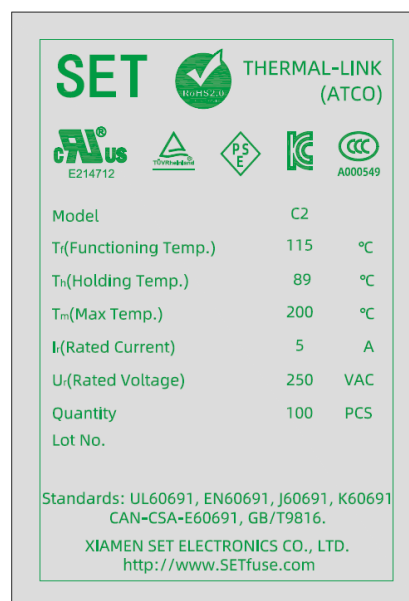 SET
RoHS2.0
THERMAL-LINK
(ATCO)
c RU US ®
E214712
TÜVRheinland
PS
E
KC
CCC
A000549
Model C2
Tf(Functioning Temp.) 115 ℃
Th(Holding Temp.) 89 ℃
Tm(Max Temp.) 200 ℃
Ir(Rated Current) 5 A
Ur(Rated Voltage) 250 VAC
Quantity 100 PCS
Lot No.
Standards: UL60691, EN60691, J60691, K60691
CAN-CSA-E60691, GB/T9816.
XIAMEN SET ELECTRONICS CO., LTD.
http://www.SETfuse.com